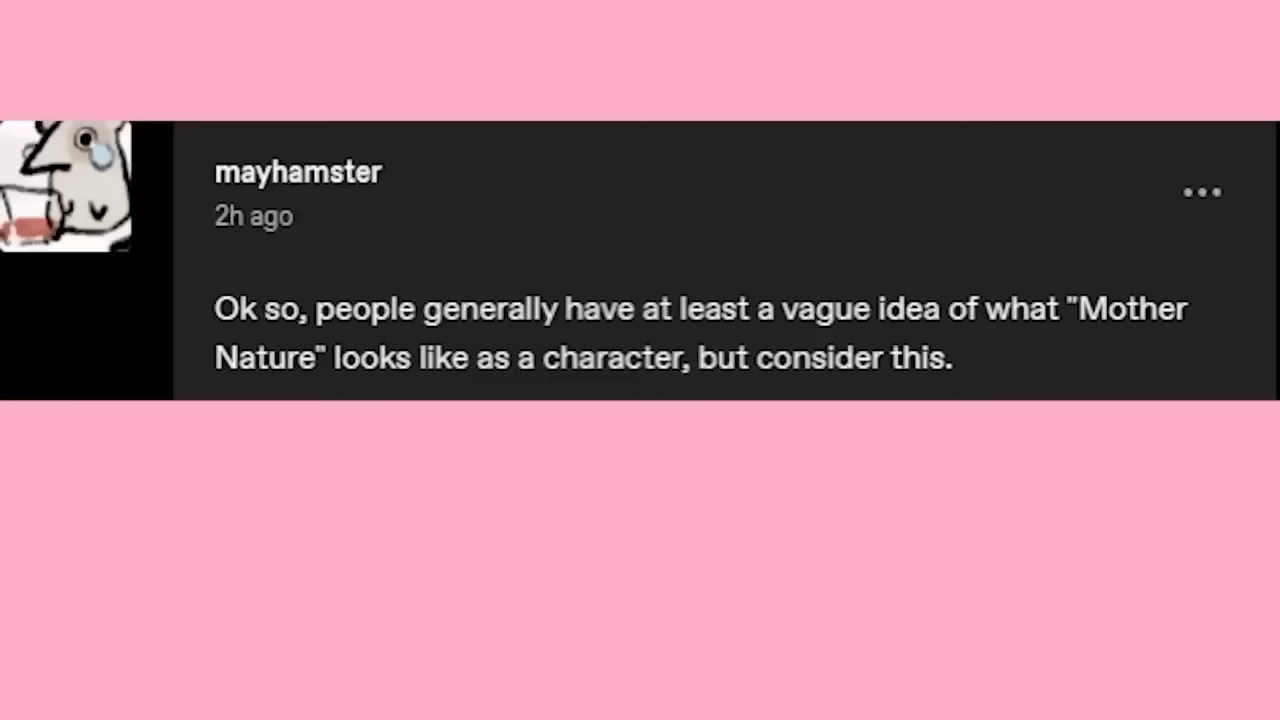 mayhamster
2h ago
Ok so, people generally have at least a vague idea of what "Mother
Nature" looks like as a character, but consider this.